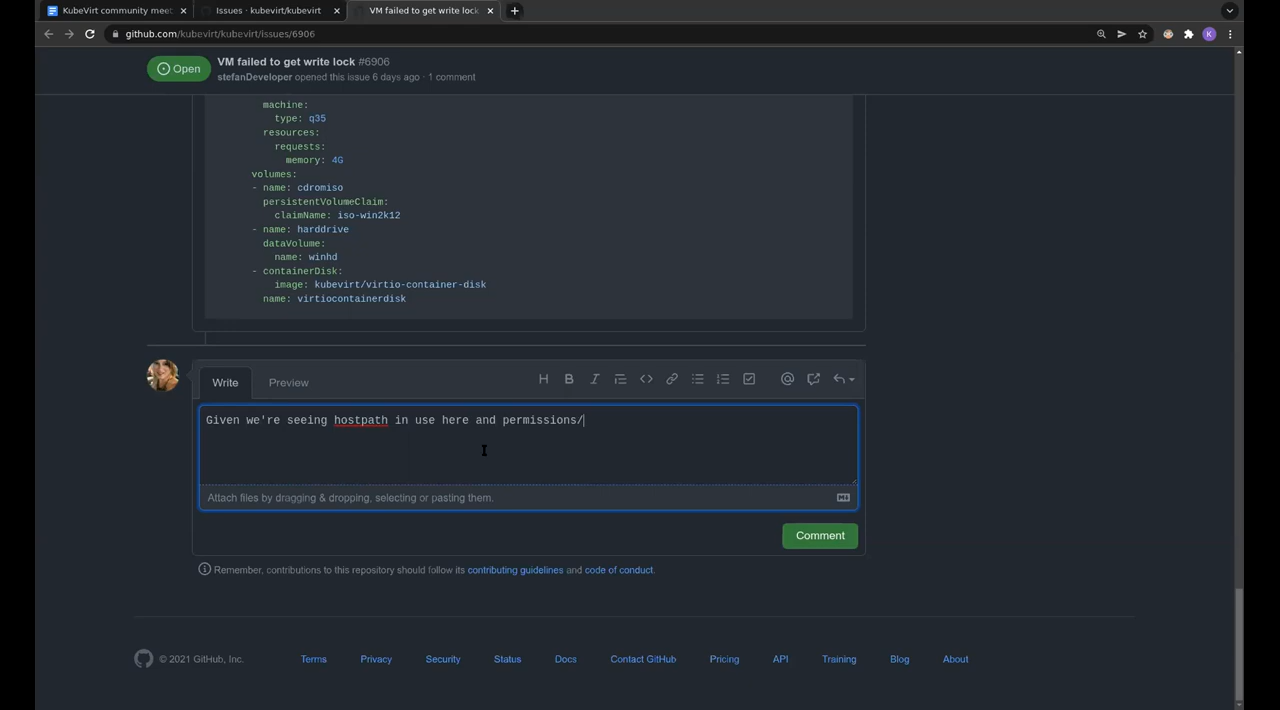 KubeVirt community meet
Issues · kubevirt/kubevirt
VM failed to get write lock
github.com/kubevirt/kubevirt/issues/6906
K
Open
VM failed to get write lock #6906
stefanDeveloper opened this issue 6 days ago · 1 comment
machine:
type: q35
resources:
requests:
memory: 4G
volumes:
- name: cdromiso
persistentVolumeClaim:
claimName: iso-win2k12
- name: harddrive
dataVolume:
name: winhd
- containerDisk:
image: kubevirt/virtio-container-disk
name: virtiocontainerdisk
Write
Preview
Given we're seeing hostpath in use here and permissions/
Attach files by dragging & dropping, selecting or pasting them.
Comment
Remember, contributions to this repository should follow its contributing guidelines and code of conduct.
© 2021 GitHub, Inc.
Terms
Privacy
Security
Status
Docs
Contact GitHub
Pricing
API
Training
Blog
About